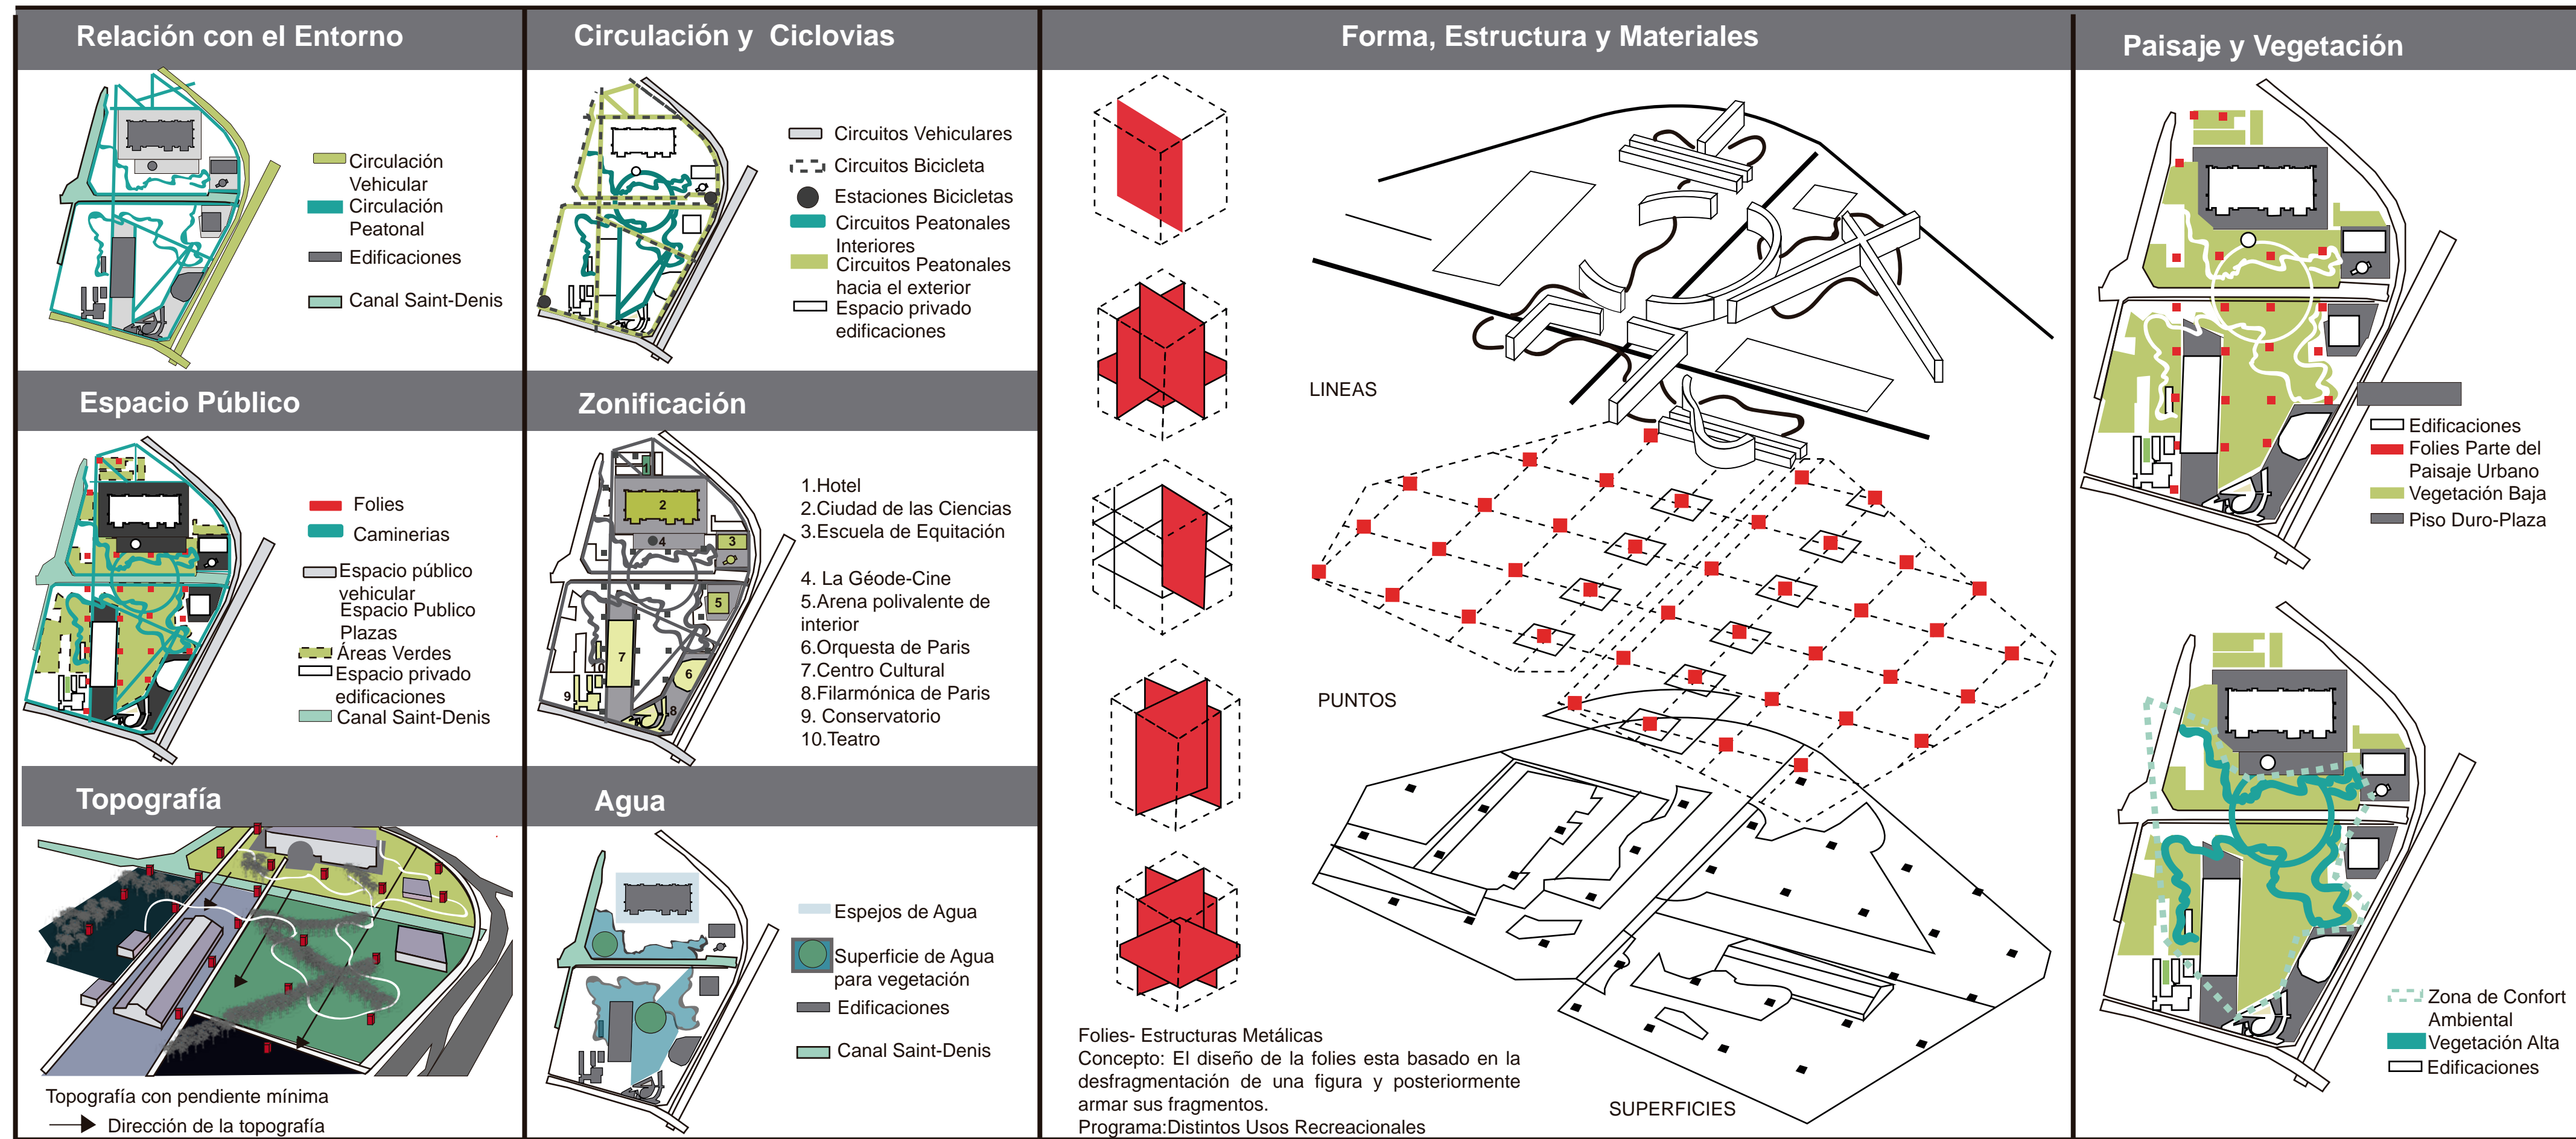 Relación con el Entorno
Circulación
Vehicular
Circulación
Peatonal
Edificaciones
Canal Saint-Denis
Circulación y Ciclovias
Circuitos Vehiculares
Circuitos Bicicleta
Estaciones Bicicletas
Circuitos Peatonales
Interiores
Circuitos Peatonales
hacia el exterior
Espacio privado
edificaciones
Espacio Público
Folies
Caminerias
Espacio público
vehicular
Espacio Publico
Plazas
Áreas Verdes
Espacio privado
edificaciones
Canal Saint-Denis
Zonificación
1
2
4
3
5
7
6
10
9
8
1.Hotel
2.Ciudad de las Ciencias
3.Escuela de Equitación
4. La Géode-Cine
5.Arena polivalente de
interior
6.Orquesta de Paris
7.Centro Cultural
8.Filarmónica de Paris
9. Conservatorio
10.Teatro
Topografía
Topografía con pendiente mínima
Dirección de la topografía
Agua
Espejos de Agua
Superficie de Agua
para vegetación
Edificaciones
Canal Saint-Denis
Forma, Estructura y Materiales
LINEAS
PUNTOS
SUPERFICIES
Folies- Estructuras Metálicas
Concepto: El diseño de la folies esta basado en la
desfragmentación de una figura y posteriormente
armar sus fragmentos.
Programa:Distintos Usos Recreacionales
Paisaje y Vegetación
Edificaciones
Folies Parte del
Paisaje Urbano
Vegetación Baja
Piso Duro-Plaza
Zona de Confort
Ambiental
Vegetación Alta
Edificaciones